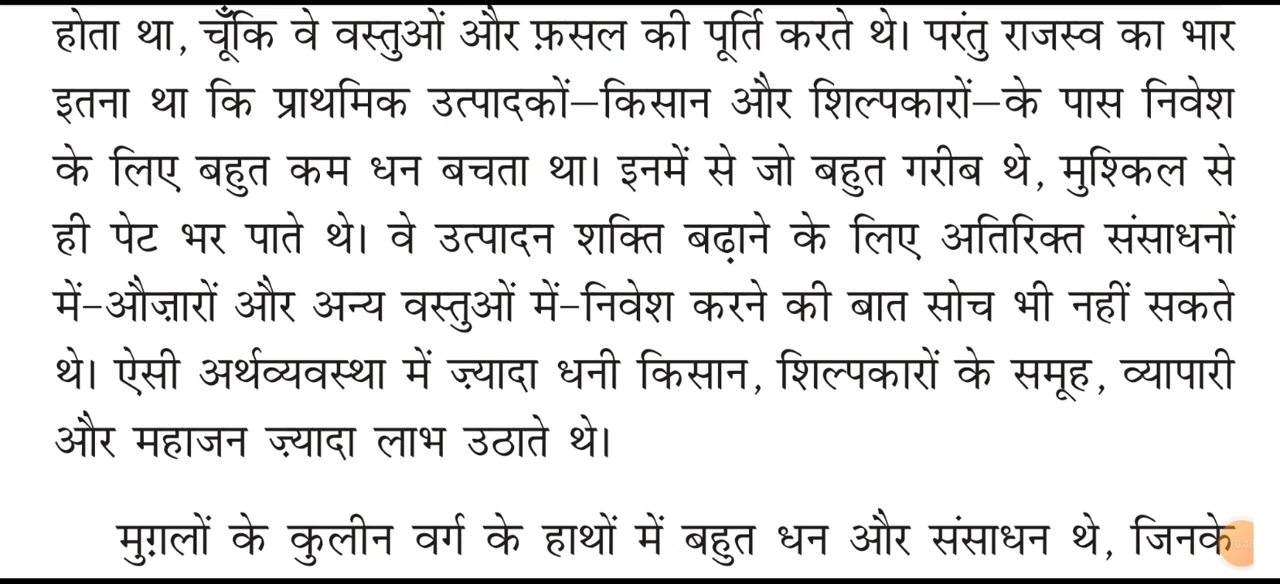 होता था, चूँकि वे वस्तुओं और फ़सल की पूर्ति करते थे। परंतु राजस्व का भार
इतना था कि प्राथमिक उत्पादकों–किसान और शिल्पकारों–के पास निवेश
के लिए बहुत कम धन बचता था। इनमें से जो बहुत गरीब थे, मुश्किल से
ही पेट भर पाते थे। वे उत्पादन शक्ति बढ़ाने के लिए अतिरिक्त संसाधनों
में–औज़ारों और अन्य वस्तुओं में–निवेश करने की बात सोच भी नहीं सकते
थे। ऐसी अर्थव्यवस्था में ज़्यादा धनी किसान, शिल्पकारों के समूह, व्यापारी
और महाजन ज़्यादा लाभ उठाते थे।
मुग़लों के कुलीन वर्ग के हाथों में बहुत धन और संसाधन थे, जिनके